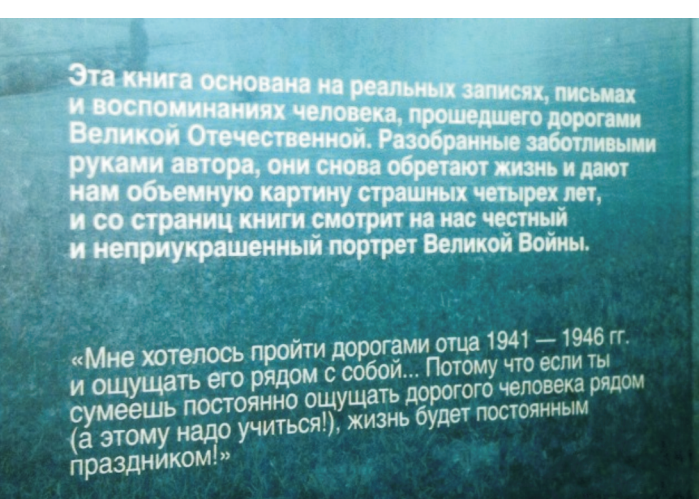 Эта книга основана на реальных записях, письмах
и воспоминаниях человека, прошедшего дорогами
Великой Отечественной. Разобранные заботливыми
руками автора, они снова обретают жизнь и дают
нам объемную картину страшных четырех лет,
и со страниц книги смотрит на нас честный
и неприукрашенный портрет Великой Войны.
«Мне хотелось пройти дорогами отца 1941 — 1946 гг.
и ощущать его рядом с собой... Потому что если ты
сумеешь постоянно ощущать дорогого человека рядом
(а этому надо учиться!), жизнь будет постоянным
праздником!»